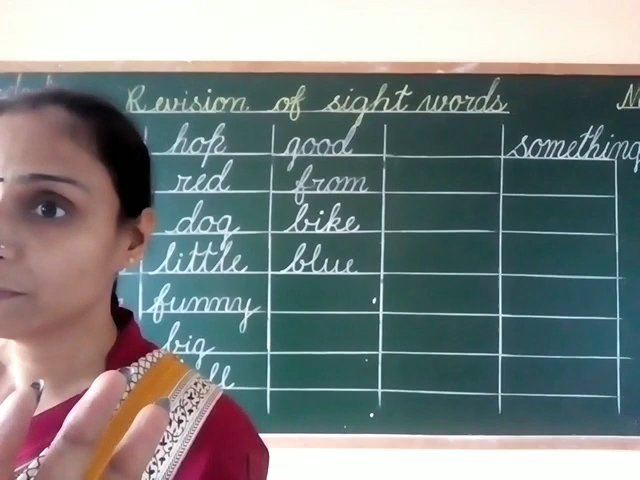 Revision of sight words
hop good something
red from
dog bike
little blue
funny
big